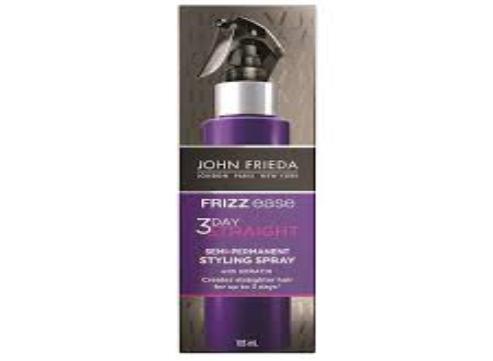 JOHN FRIEDA
LONDON PARIS NEW YORK
FRIZZ ease
3 DAY
STRAIGHT
SEMI-PERMANENT
STYLING SPRAY
with KERATIN
Creates straighter hair
for up to 3 days
mL